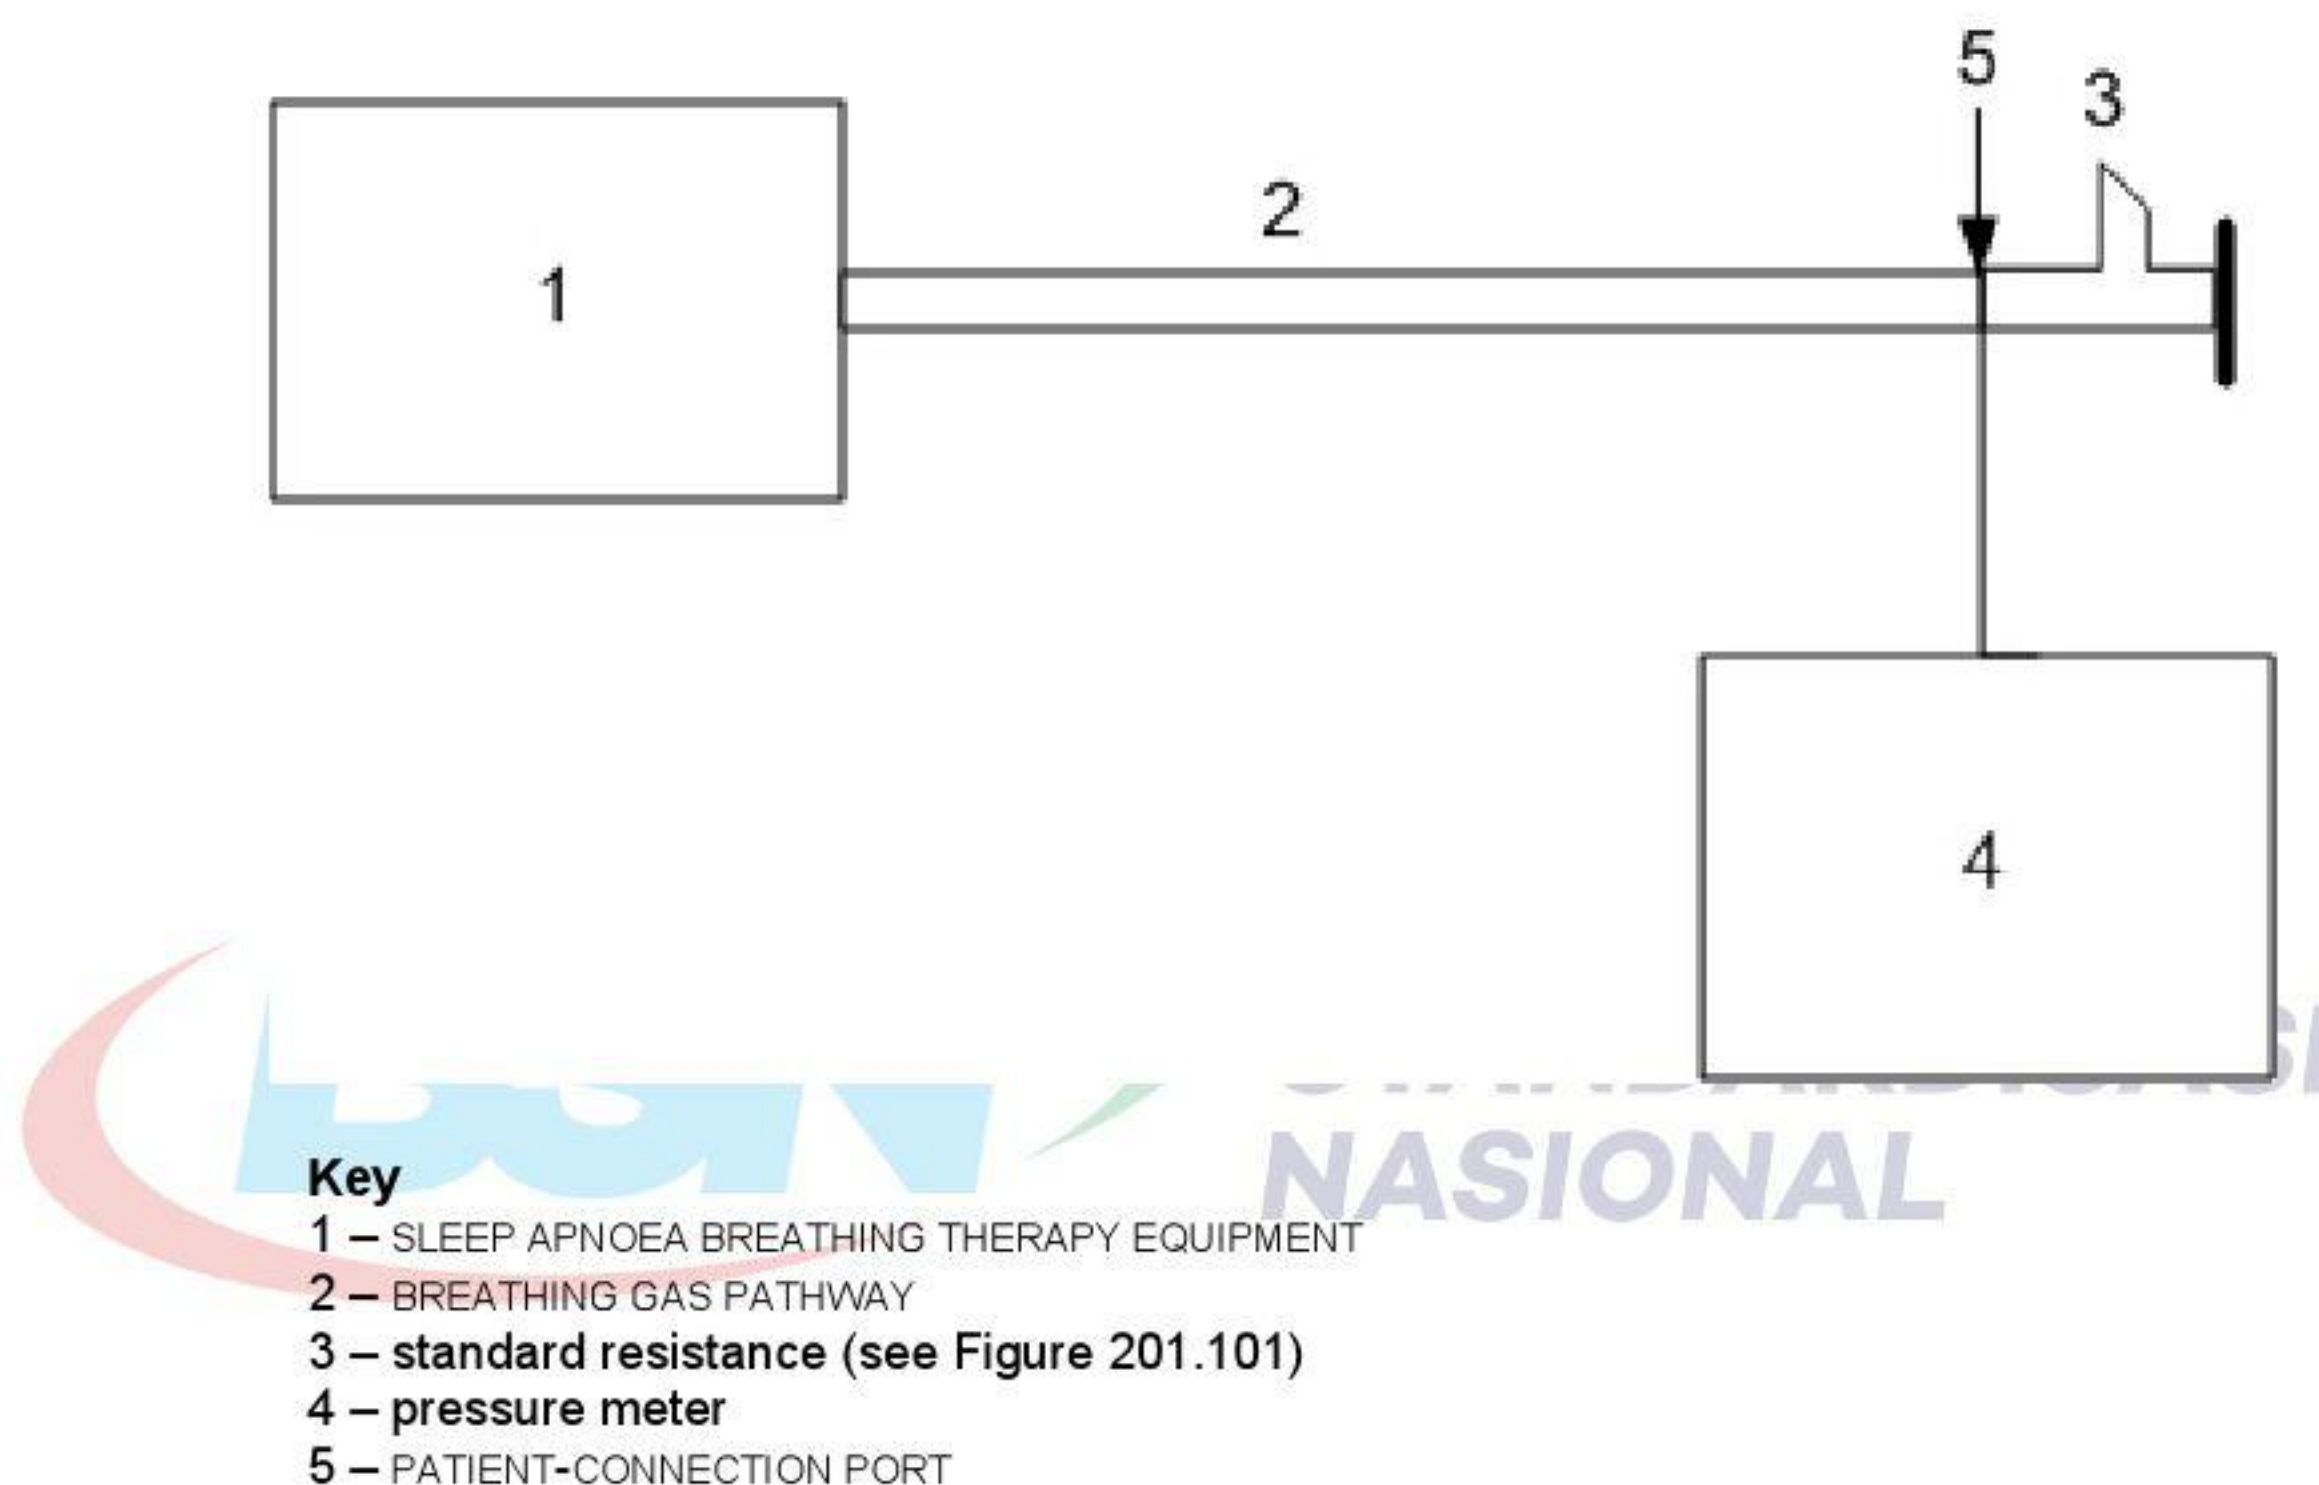 5
3
2
1
4
NASIONAL
Key
1 – SLEEP APNOEA BREATHING THERAPY EQUIPMENT
2 – BREATHING GAS PATHWAY
3 – standard resistance (see Figure 201.101)
4 – pressure meter
5 – PATIENT-CONNECTION PORT